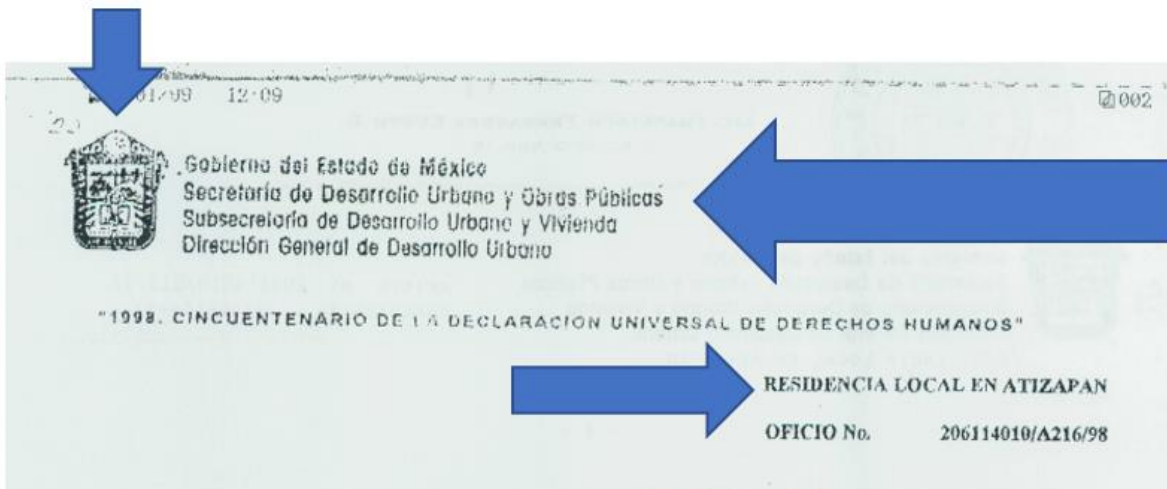 01/09 12:09
002
Gobierno del Estado de México
Secretaría de Desarrollo Urbano y Obras Públicas
Subsecretaría de Desarrollo Urbano y Vivienda
Dirección General de Desarrollo Urbano
"1998. CINCUENTENARIO DE LA DECLARACION UNIVERSAL DE DERECHOS HUMANOS"
RESIDENCIA LOCAL EN ATIZAPAN
OFICIO No. 206114010/A216/98